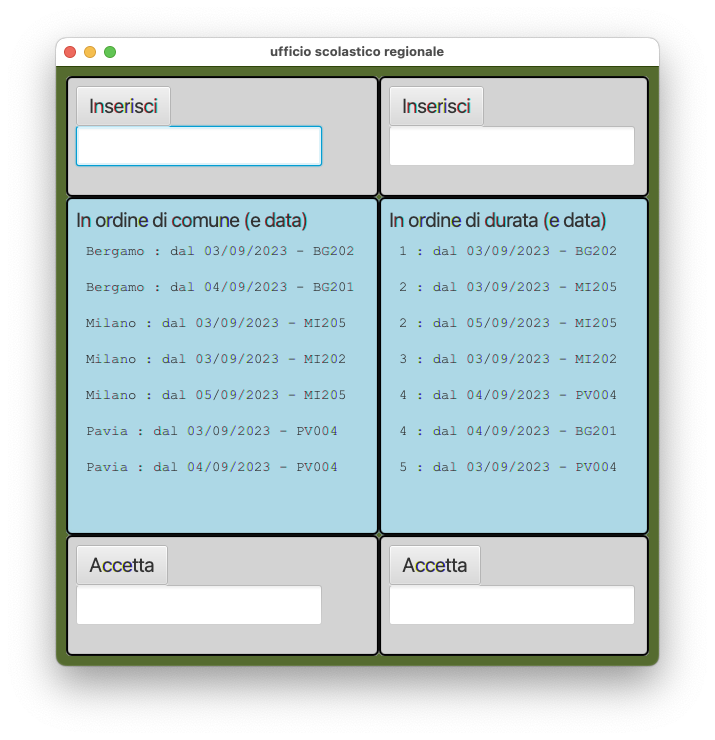 ufficio scolastico regionale
Inserisci
Inserisci
In ordine di comune (e data)
Bergamo : dal 03/09/2023 - BG202
Bergamo : dal 04/09/2023 - BG201
Milano : dal 03/09/2023 - MI205
Milano : dal 03/09/2023 - MI202
Milano : dal 05/09/2023 - MI205
Pavia : dal 03/09/2023 - PV004
Pavia : dal 04/09/2023 - PV004
In ordine di durata (e data)
1 : dal 03/09/2023 - BG202
2 : dal 03/09/2023 - MI205
2 : dal 05/09/2023 - MI205
3 : dal 03/09/2023 - MI202
4 : dal 04/09/2023 - PV004
4 : dal 04/09/2023 - BG201
5 : dal 03/09/2023 - PV004
Accetta
Accetta